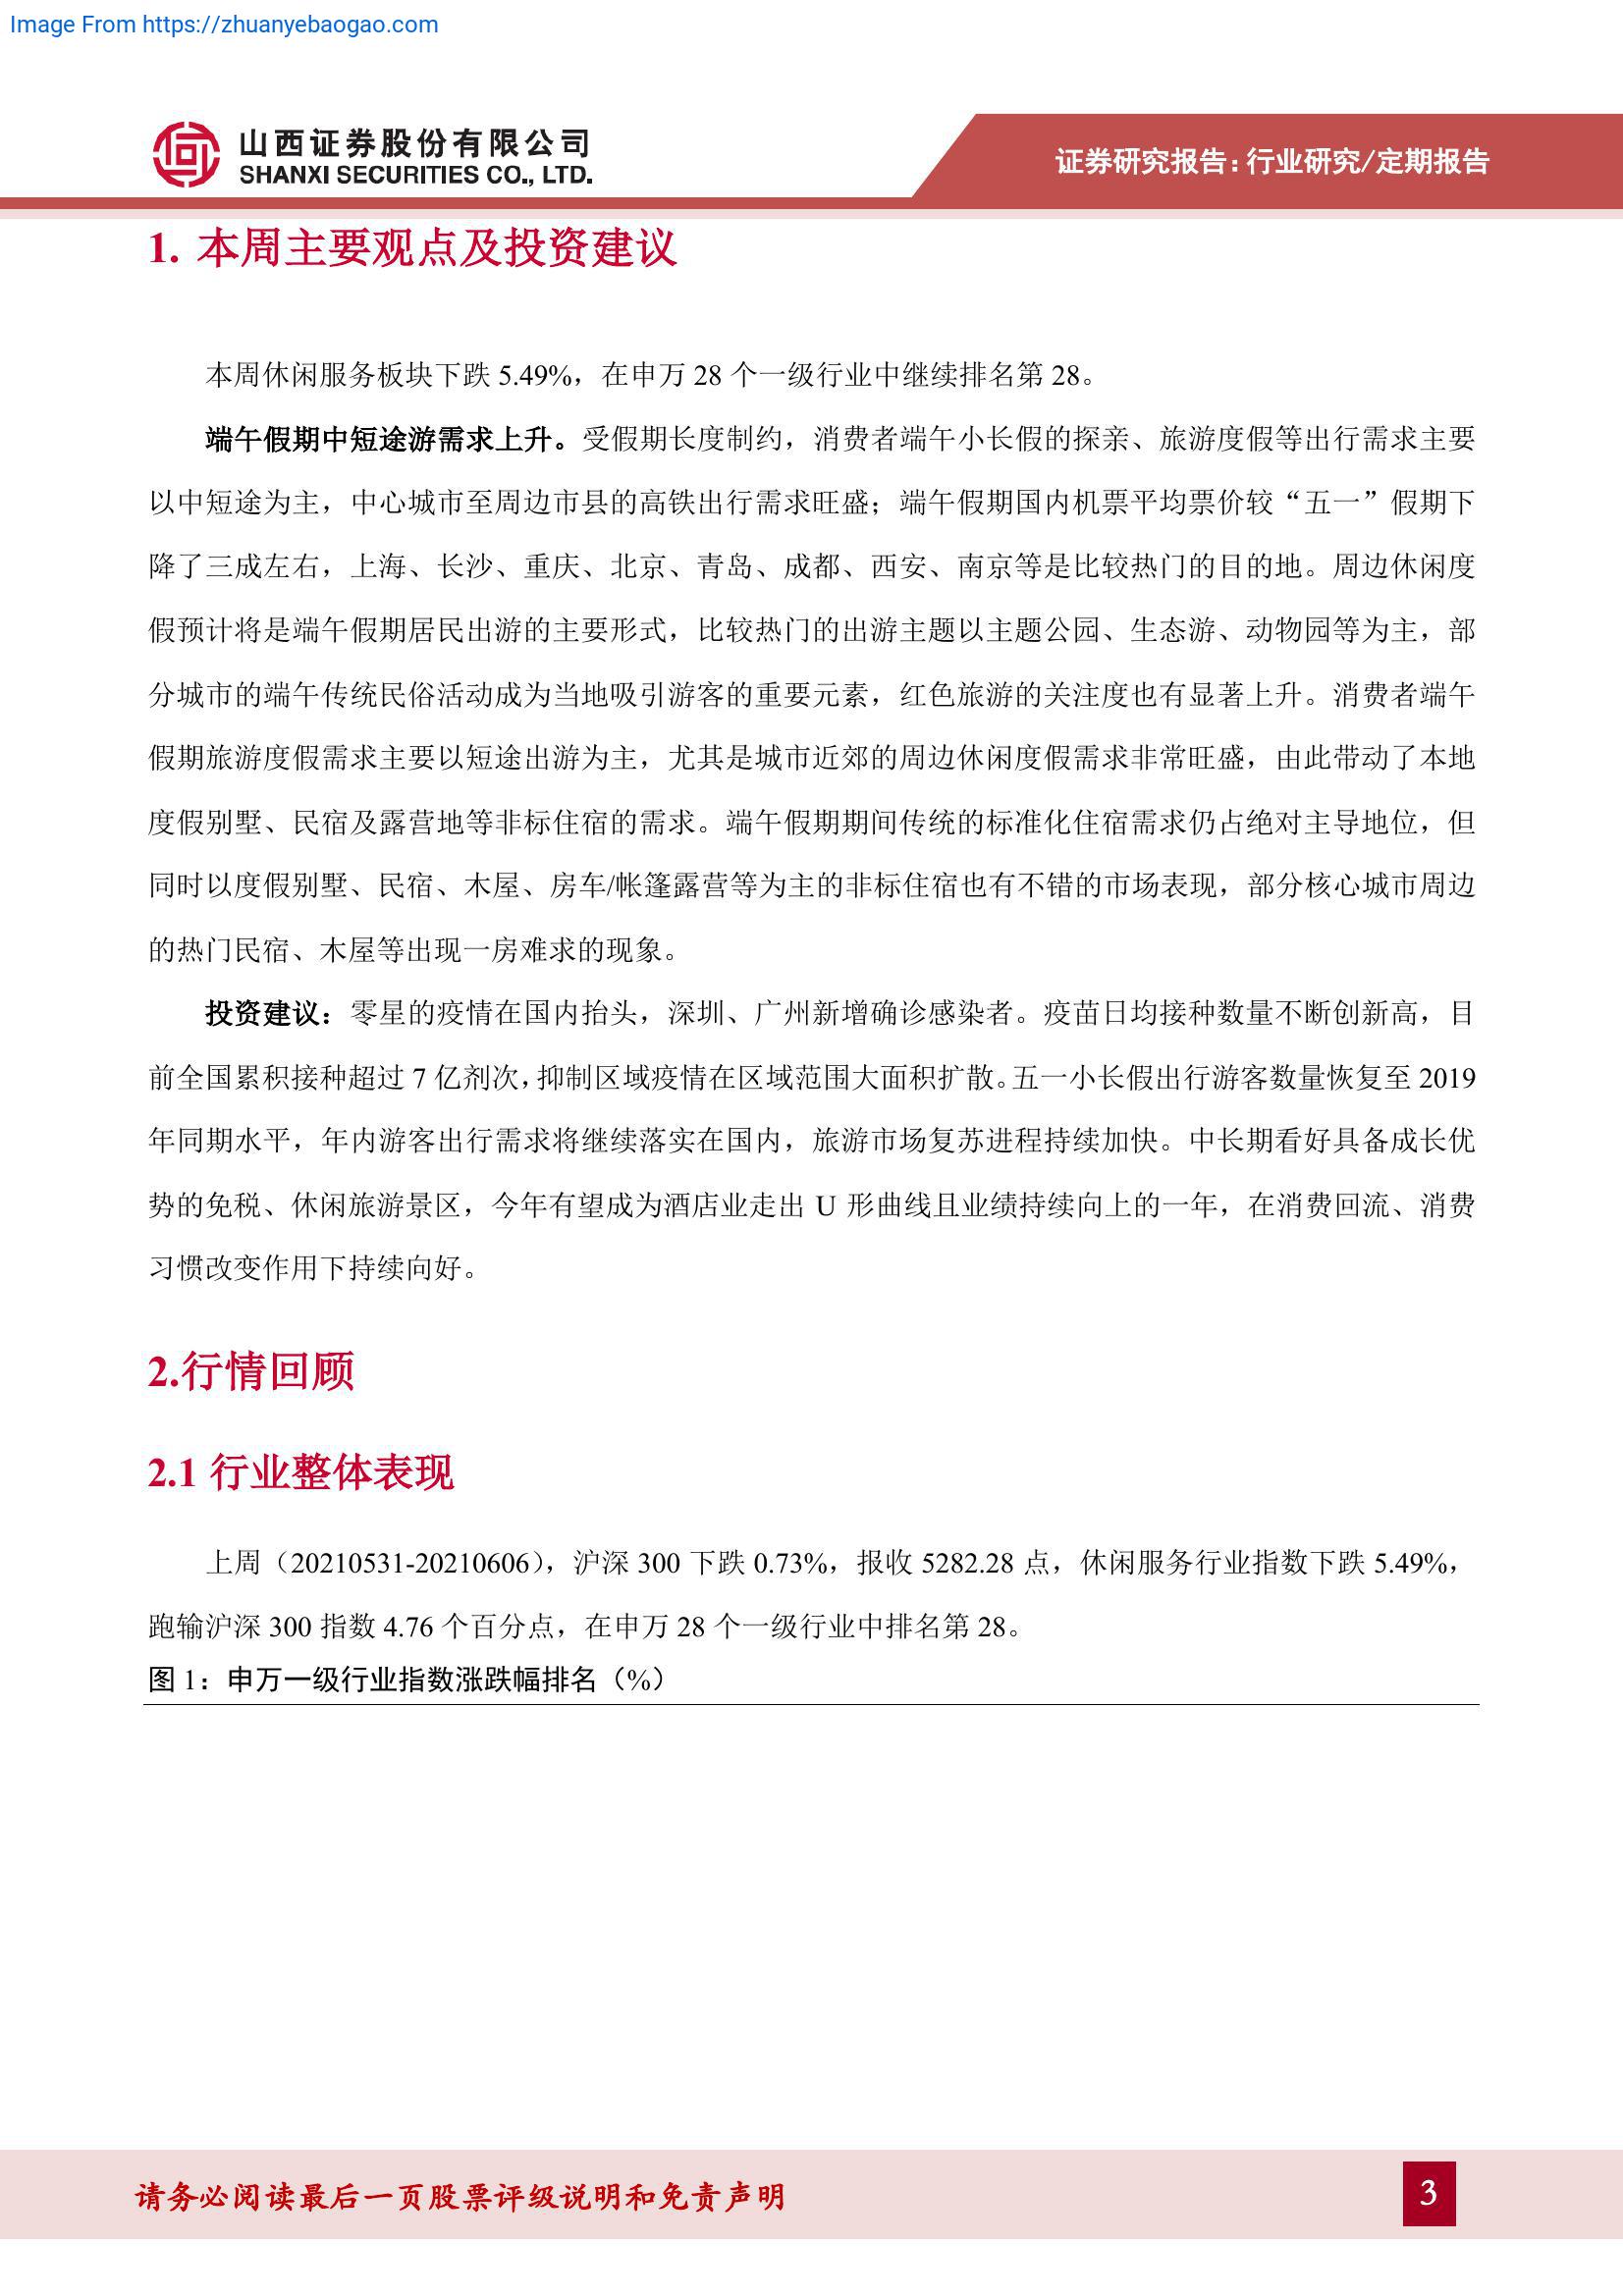 Image From https://zhuanyebaogao.com
山西证券股份有限公司
SHANXI SECURITIES CO., LTD.
证券研究报告:行业研究/定期报告
1. 本周主要观点及投资建议
本周休闲服务板块下跌 5.49%，在申万 28 个一级行业中继续排名第 28。
端午假期中短途游需求上升。受假期长度制约，消费者端午小长假的探亲、旅游度假等出行需求主要
以中短途为主，中心城市至周边市县的高铁出行需求旺盛；端午假期国内机票平均票价较“五一”假期下
降了三成左右，上海、长沙、重庆、北京、青岛、成都、西安、南京等是比较热门的目的地。周边休闲度
假预计将是端午假期居民出游的主要形式，比较热门的出游主题以主题公园、生态游、动物园等为主，部
分城市的端午传统民俗活动成为当地吸引游客的重要元素，红色旅游的关注度也有显著上升。消费者端午
假期旅游度假需求主要以短途出游为主，尤其是城市近郊的周边休闲度假需求非常旺盛，由此带动了本地
度假别墅、民宿及露营地等非标住宿的需求。端午假期期间传统的标准化住宿需求仍占绝对主导地位，但
同时以度假别墅、民宿、木屋、房车/帐篷露营等为主的非标住宿也有不错的市场表现，部分核心城市周边
的热门民宿、木屋等出现一房难求的现象。
投资建议：零星的疫情在国内抬头，深圳、广州新增确诊感染者。疫苗日均接种数量不断创新高，目
前全国累积接种超过 7 亿剂次，抑制区域疫情在区域范围大面积扩散。五一小长假出行游客数量恢复至 2019
年同期水平，年内游客出行需求将继续落实在国内，旅游市场复苏进程持续加快。中长期看好具备成长优
势的免税、休闲旅游景区，今年有望成为酒店业走出 U 形曲线且业绩持续向上的一年，在消费回流、消费
习惯改变作用下持续向好。
2.行情回顾
2.1 行业整体表现
上周（20210531-20210606），沪深 300 下跌 0.73%，报收 5282.28 点，休闲服务行业指数下跌 5.49%，
跑输沪深 300 指数 4.76 个百分点，在申万 28 个一级行业中排名第 28。
图 1：申万一级行业指数涨跌幅排名（%）
请务必阅读最后一页股票评级说明和免责声明
3